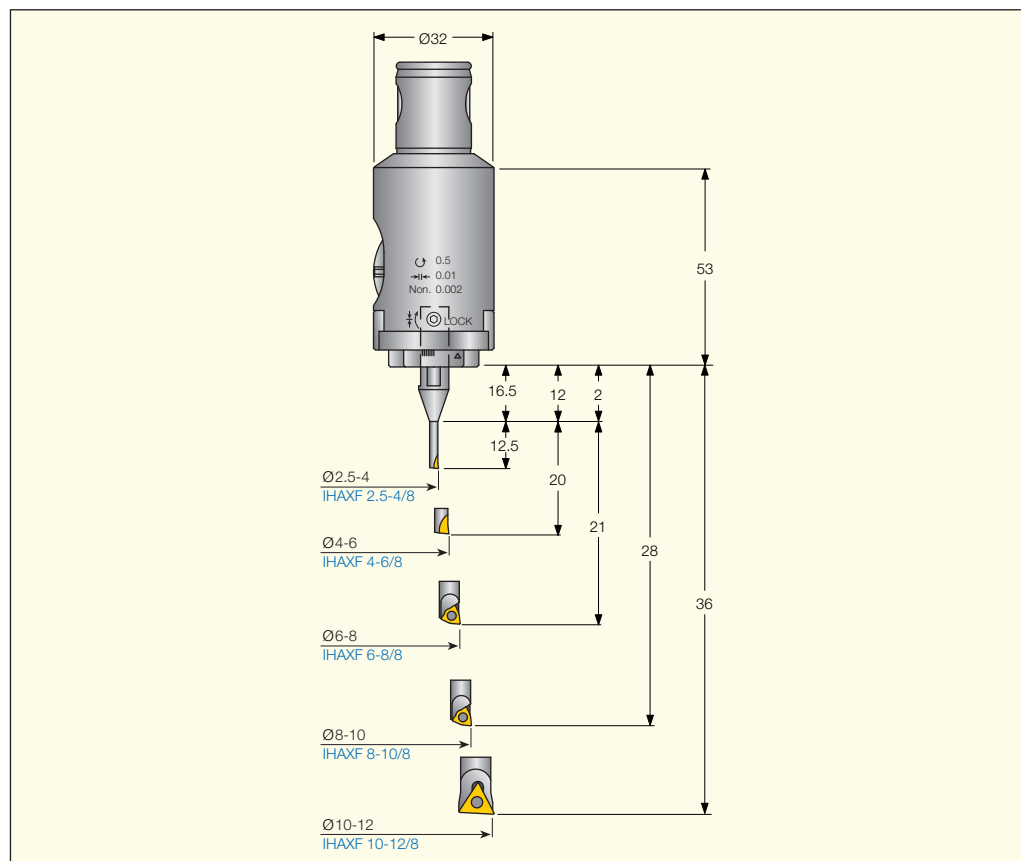 Ø32
0.5
0.01
Non. 0.002
LOCK
53
16.5
12
2
12.5
20
21
28
36
Ø2.5-4
IHAXF 2.5-4/8
Ø4-6
IHAXF 4-6/8
Ø6-8
IHAXF 6-8/8
Ø8-10
IHAXF 8-10/8
Ø10-12
IHAXF 10-12/8